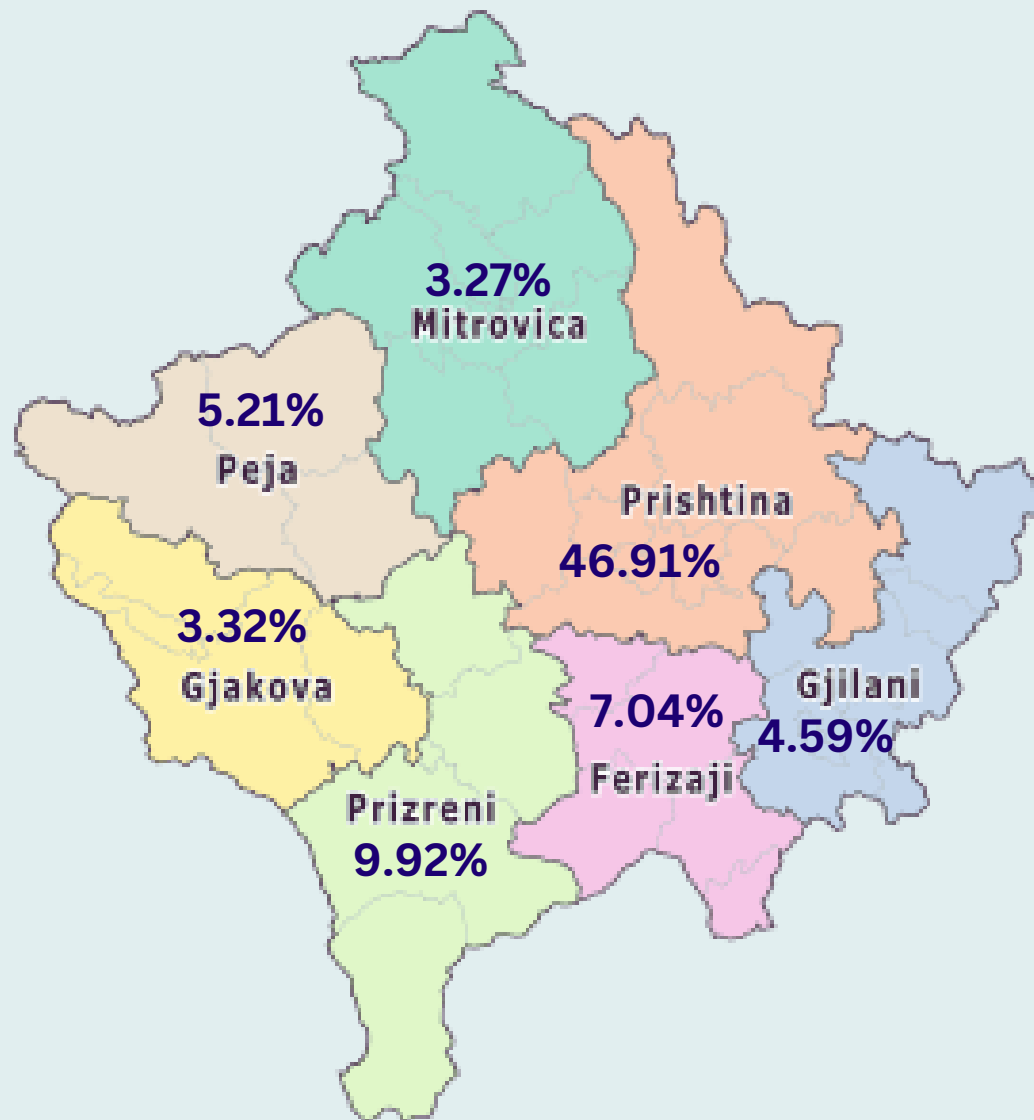 3.27%
Mitrovica
5.21%
Peja
Prishtina
46.91%
3.32%
Gjakova
Gjilani
4.59%
7.04%
Ferizaji
Prizreni
9.92%